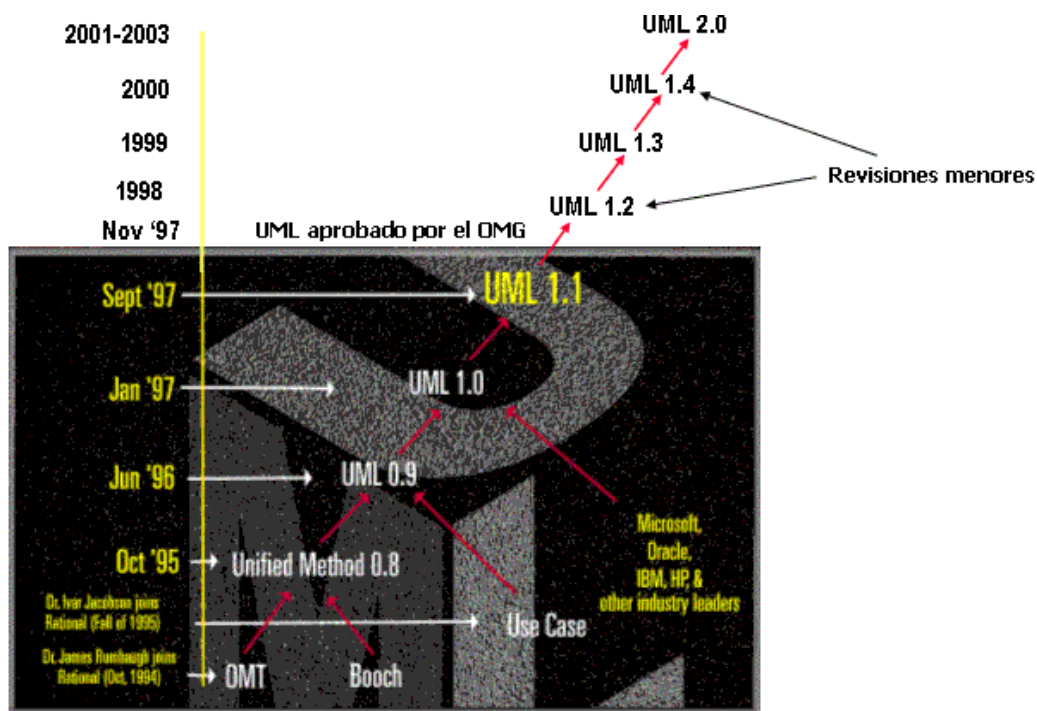 2001-2003
UML 2.0
2000
UML 1.4
1999
UML 1.3
Revisiones menores
1998
UML 1.2
Nov '97
UML aprobado por el OMG
Sept '97
UML 1.1
Jan '97
UML 1.0
Jun '96
UML 0.9
Microsoft,
Oracle,
IBM, HP, &
other industry leaders
Oct '95
Unified Method 0.8
Dr. Ivar Jacobson joins
Rational (Fall of 1995)
Use Case
Dr. James Rumbaugh joins
Rational (Oct, 1994)
OMT
Booch